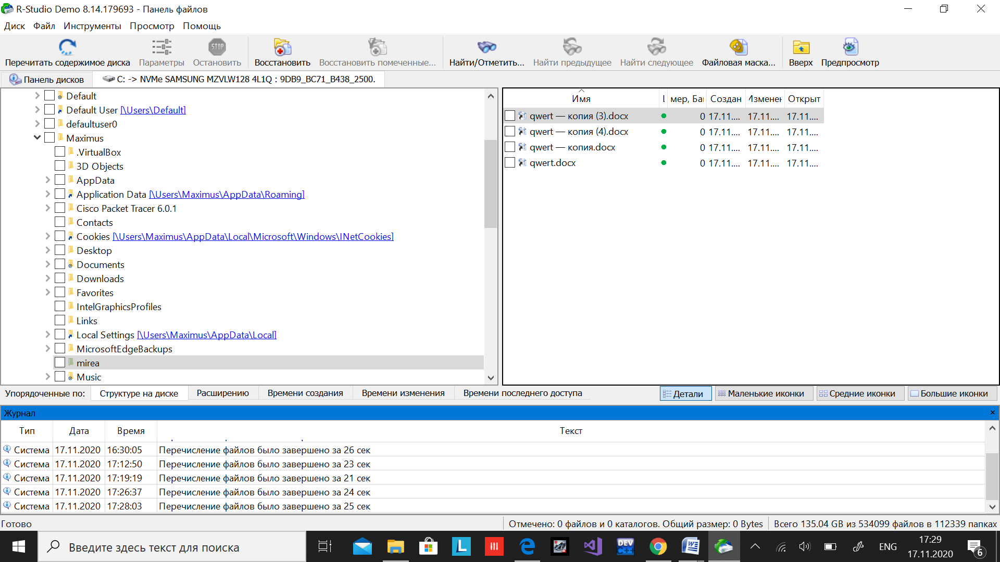 R-Studio Demo 8.14.179693 - Панель файлов
Диск Файл Инструменты Просмотр Помощь
Перечитать содержимое диска Параметры Остановить Восстановить Восстановить помеченные... Найти/Отметить... Найти предыдущее Найти следующее Файловая маска... Вверх Предпросмотр
STOP
Панель дисков C: -> NVMe SAMSUNG MZVLW128 4L1Q : 9DB9_BC71_B438_2500.
Default
Default User [\Users\Default]
defaultuser0
Maximus
.VirtualBox
3D Objects
AppData
Application Data [\Users\Maximus\AppData\Roaming]
Cisco Packet Tracer 6.0.1
Contacts
Cookies [\Users\Maximus\AppData\Local\Microsoft\Windows\INetCookies]
Desktop
Documents
Downloads
Favorites
IntelGraphicsProfiles
Links
Local Settings [\Users\Maximus\AppData\Local]
MicrosoftEdgeBackups
mirea
Music
Имя мер, Ба Создан Изменен Открыт
qwert — копия (3).docx 0 17.11.... 17.11.... 17.11....
qwert — копия (4).docx 0 17.11.... 17.11.... 17.11....
qwert — копия.docx 0 17.11.... 17.11.... 17.11....
qwert.docx 0 17.11.... 17.11.... 17.11....
Упорядоченные по: Структуре на диске Расширению Времени создания Времени изменения Времени последнего доступа
Детали Маленькие иконки Средние иконки Большие иконки
Журнал
Тип Дата Время Текст
Система 17.11.2020 16:30:05 Перечисление файлов было завершено за 26 сек
Система 17.11.2020 17:12:50 Перечисление файлов было завершено за 23 сек
Система 17.11.2020 17:19:19 Перечисление файлов было завершено за 21 сек
Система 17.11.2020 17:26:37 Перечисление файлов было завершено за 24 сек
Система 17.11.2020 17:28:03 Перечисление файлов было завершено за 25 сек
Готово Отмечено: 0 файлов и 0 каталогов. Общий размер: 0 Bytes Всего 135.04 GB из 534099 файлов в 112339 папках
Введите здесь текст для поиска
L
DEV C++
ENG
17:29
17.11.2020
6